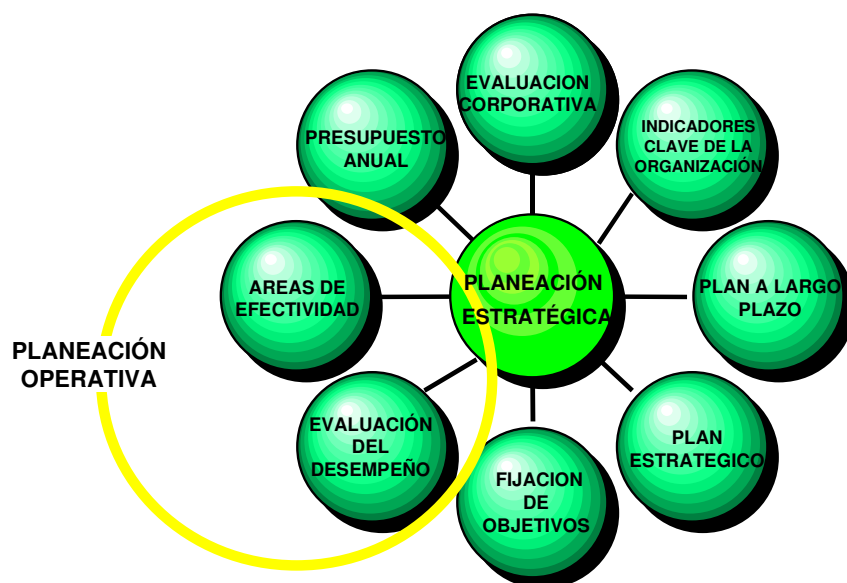 EVALUACION
CORPORATIVA
PRESUPUESTO
ANUAL
INDICADORES
CLAVE DE LA
ORGANIZACIÓN
AREAS DE
EFECTIVIDAD
PLANEACIÓN
ESTRATÉGICA
PLAN A LARGO
PLAZO
PLANEACIÓN
OPERATIVA
EVALUACIÓN
DEL
DESEMPEÑO
FIJACION
DE
OBJETIVOS
PLAN
ESTRATEGICO